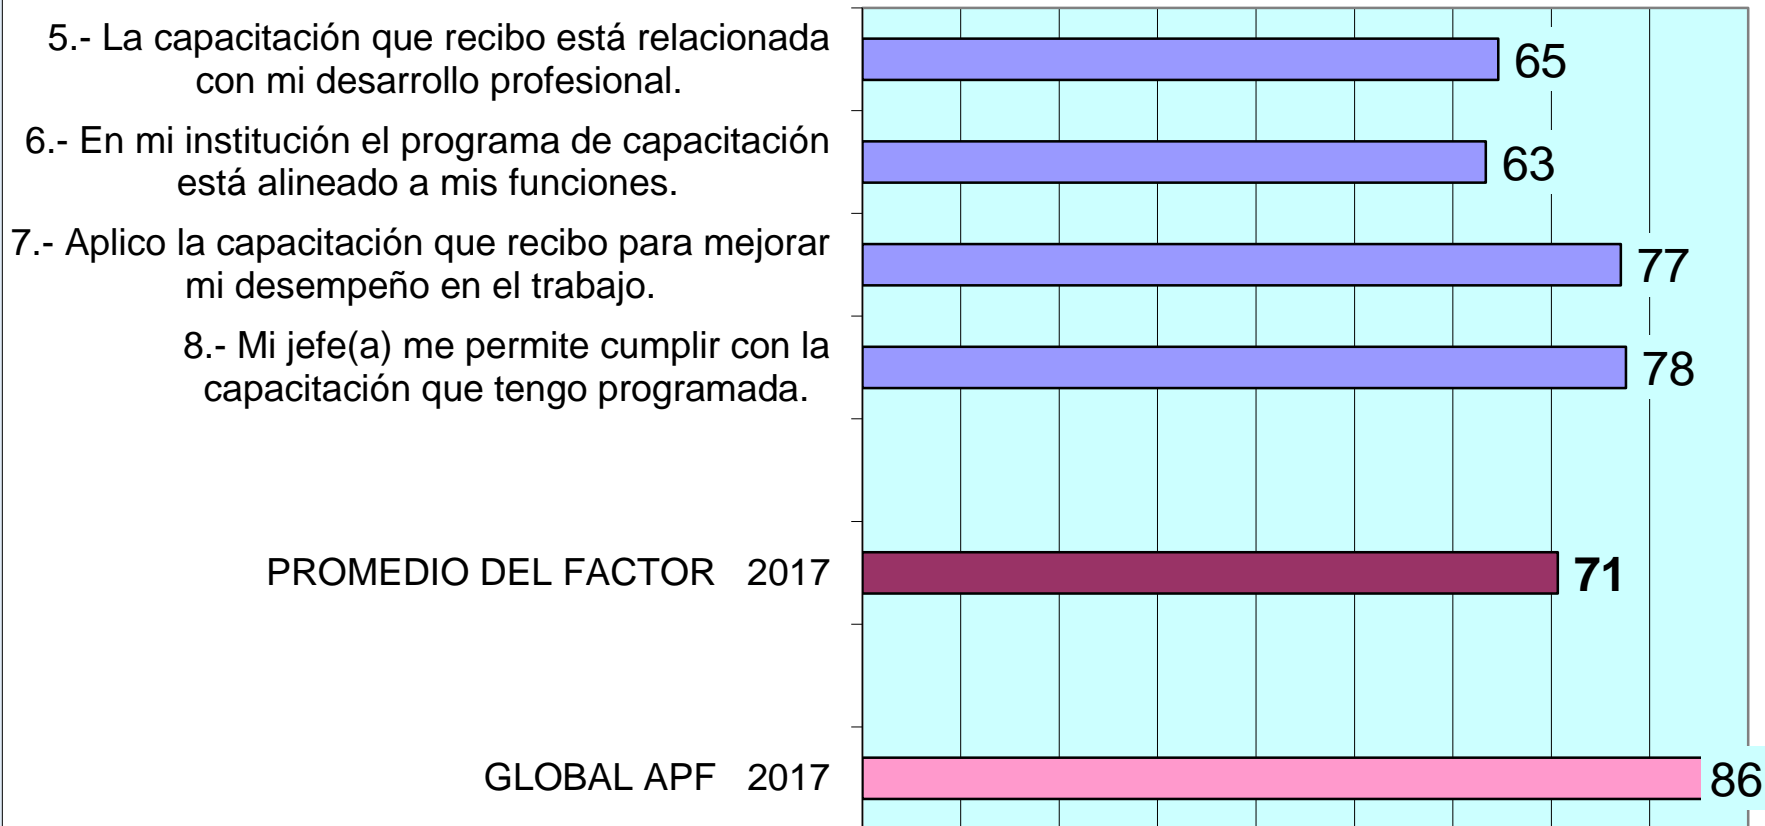 5.- La capacitación que recibo está relacionada
con mi desarrollo profesional.
65
6.- En mi institución el programa de capacitación
está alineado a mis funciones.
63
7.- Aplico la capacitación que recibo para mejorar
mi desempeño en el trabajo.
77
8.- Mi jefe(a) me permite cumplir con la
capacitación que tengo programada.
78
PROMEDIO DEL FACTOR 2017
71
GLOBAL APF 2017
86